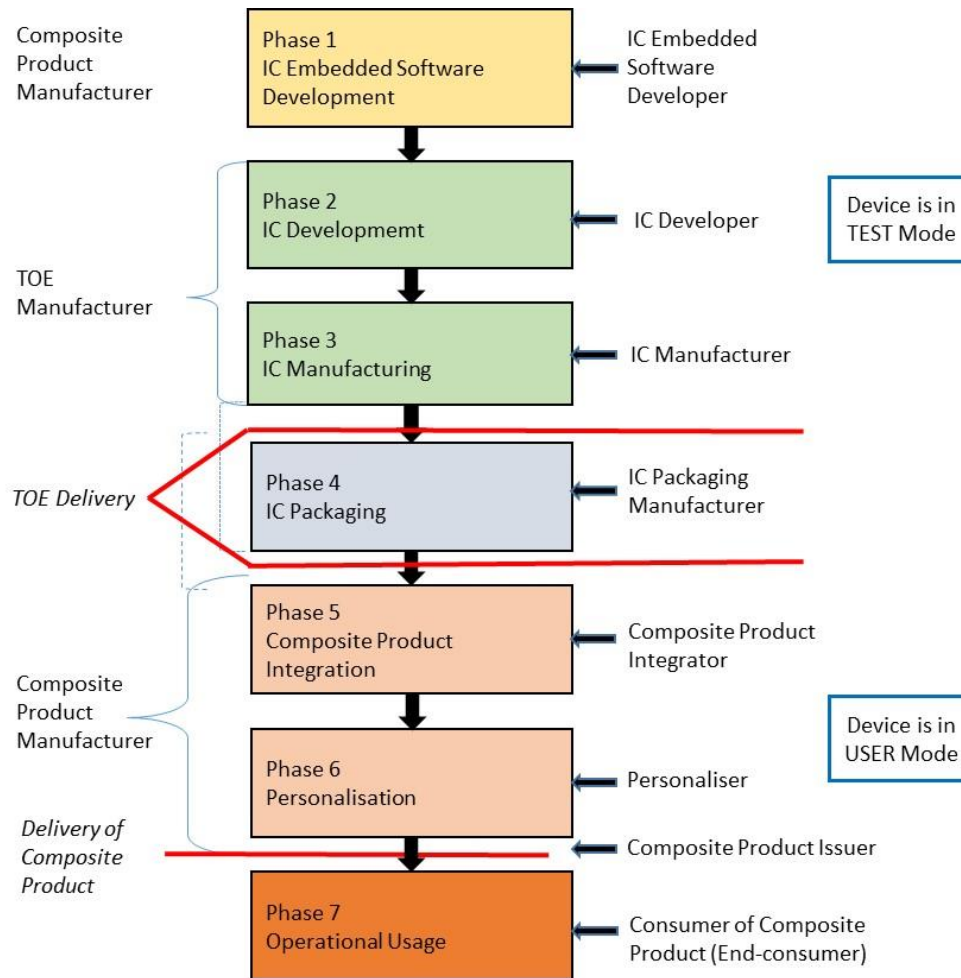 Composite
Product
Manufacturer
Phase 1
IC Embedded Software
Development
IC Embedded
Software
Developer
Phase 2
IC Developmemt
IC Developer
Device is in
TEST Mode
TOE
Manufacturer
Phase 3
IC Manufacturing
IC Manufacturer
TOE Delivery
Phase 4
IC Packaging
IC Packaging
Manufacturer
Phase 5
Composite Product
Integration
Composite Product
Integrator
Composite
Product
Manufacturer
Device is in
USER Mode
Phase 6
Personalisation
Personaliser
Delivery of
Composite
Product
Composite Product Issuer
Phase 7
Operational Usage
Consumer of Composite
Product (End-consumer)